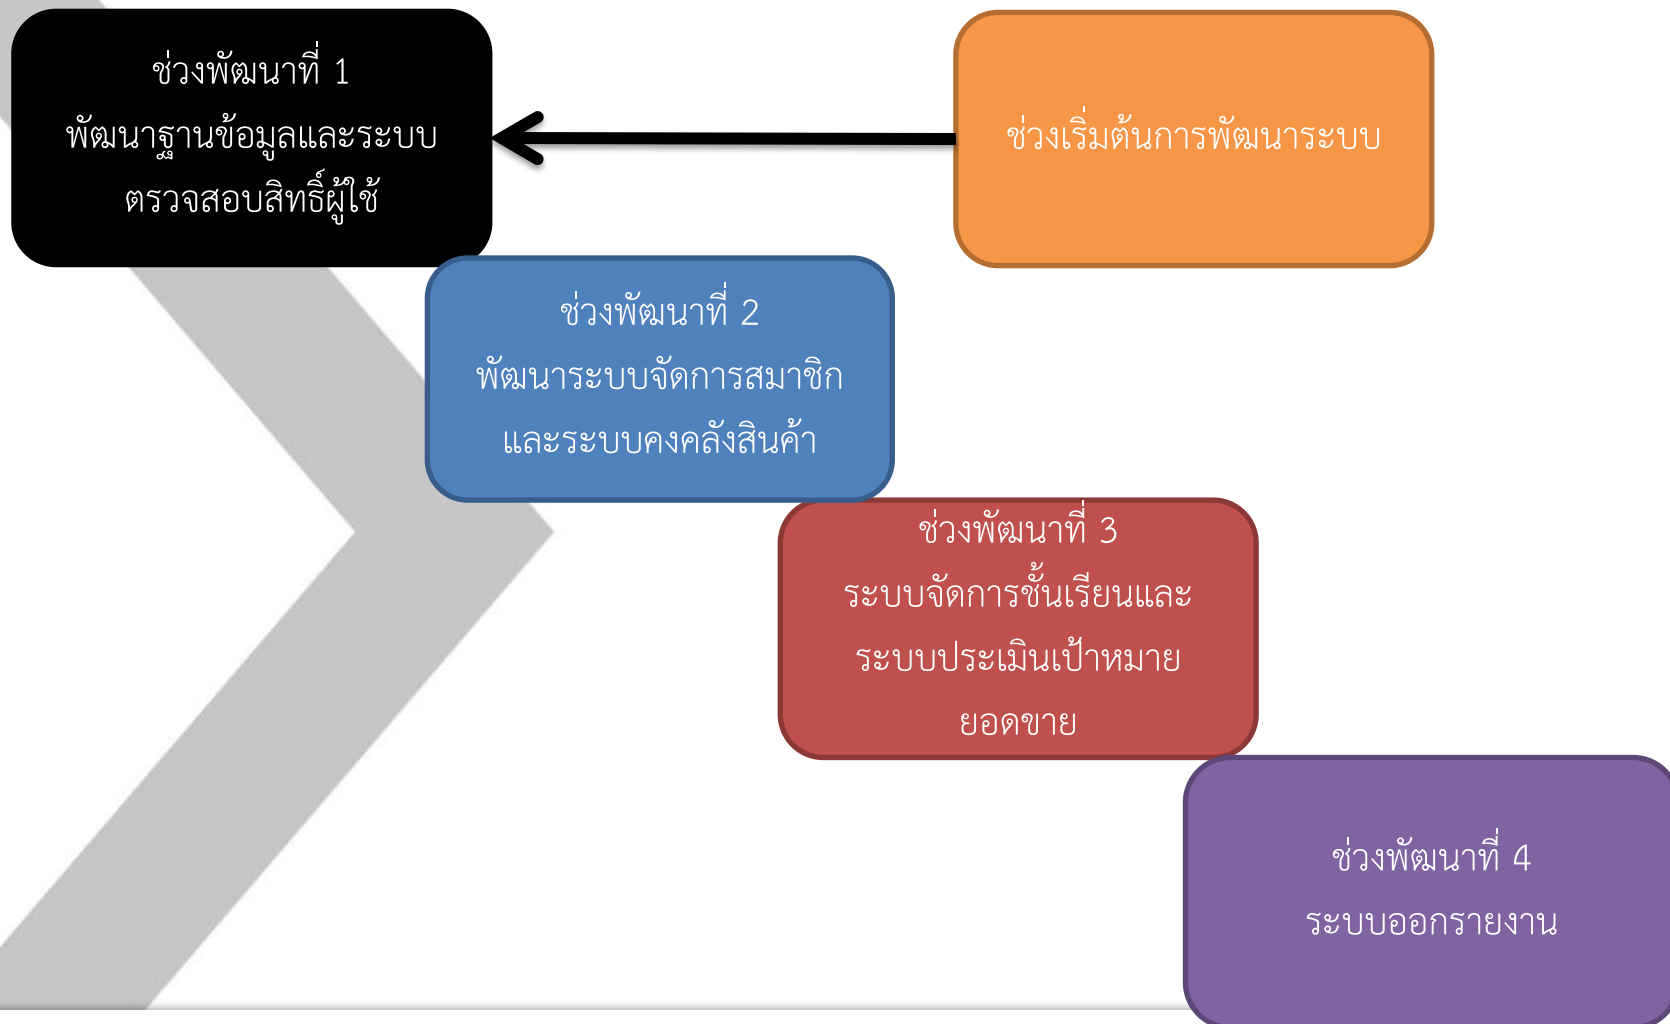 ช่วงพัฒนาที่ 1
พัฒนาฐานข้อมูลและระบบ
ตรวจสอบสิทธิ์ผู้ใช้
ช่วงเริ่มต้นการพัฒนาระบบ
ช่วงพัฒนาที่ 2
พัฒนาระบบจัดการสมาชิก
และระบบคงคลังสินค้า
ช่วงพัฒนาที่ 3
ระบบจัดการชั้นเรียนและ
ระบบประเมินเป้าหมาย
ยอดขาย
ช่วงพัฒนาที่ 4
ระบบออกรายงาน